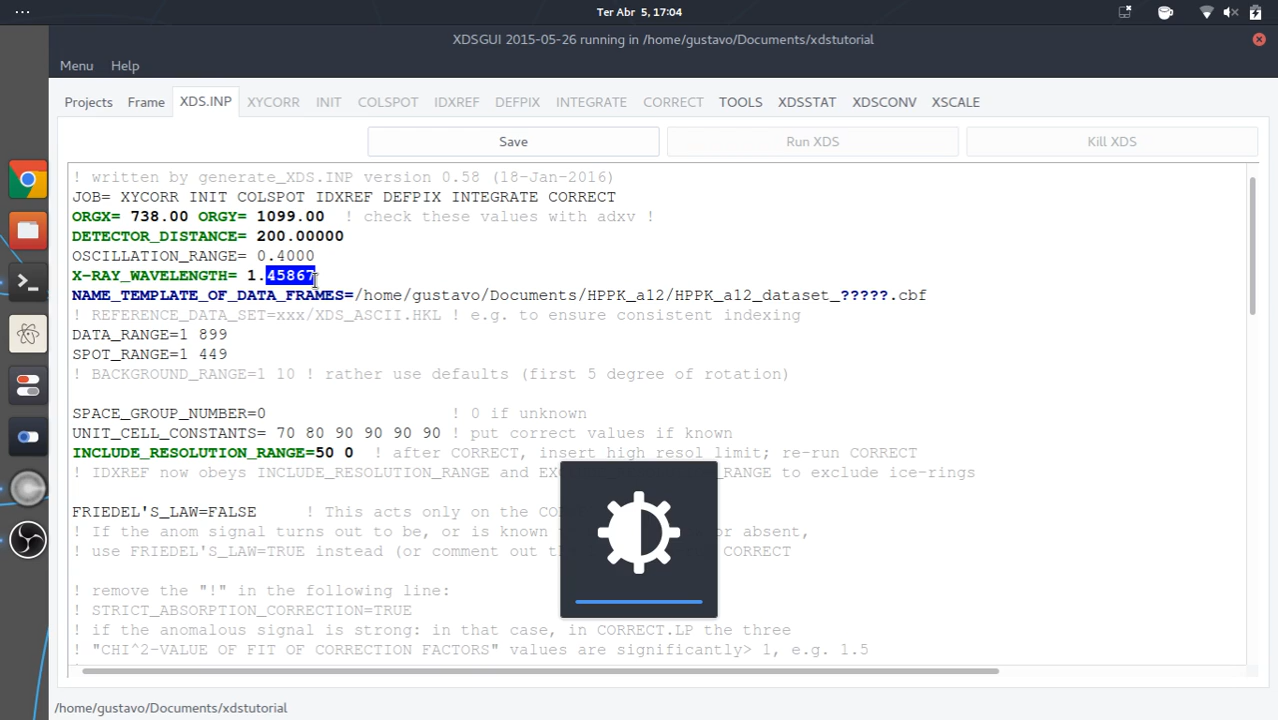 Ter Abr 5, 17:04
XDSGUI 2015-05-26 running in /home/gustavo/Documents/xdstutorial
Menu Help
Projects Frame XDS.INP XYCORR INIT COLSPOT IDXREF DEFPIX INTEGRATE CORRECT TOOLS XDSSTAT XDSCONV XSCALE
Save Run XDS Kill XDS
! written by generate_XDS.INP version 0.58 (18-Jan-2016)
JOB= XYCORR INIT COLSPOT IDXREF DEFPIX INTEGRATE CORRECT
ORGX= 738.00 ORGY= 1099.00 ! check these values with adxv !
DETECTOR_DISTANCE= 200.00000
OSCILLATION_RANGE= 0.4000
X-RAY_WAVELENGTH= 1.45867
NAME_TEMPLATE_OF_DATA_FRAMES=/home/gustavo/Documents/HPPK_a12/HPPK_a12_dataset_?????.cbf
! REFERENCE_DATA_SET=xxx/XDS_ASCII.HKL ! e.g. to ensure consistent indexing
DATA_RANGE=1 899
SPOT_RANGE=1 449
! BACKGROUND_RANGE=1 10 ! rather use defaults (first 5 degree of rotation)
SPACE_GROUP_NUMBER=0 ! 0 if unknown
UNIT_CELL_CONSTANTS= 70 80 90 90 90 90 ! put correct values if known
INCLUDE_RESOLUTION_RANGE=50 0 ! after CORRECT, insert high resol limit; re-run CORRECT
! IDXREF now obeys INCLUDE_RESOLUTION_RANGE and RANGE to exclude ice-rings
FRIEDEL'S_LAW=FALSE ! This acts only on the
! If the anom signal turns out to be, or is known or absent,
! use FRIEDEL'S_LAW=TRUE instead (or comment out CORRECT
! remove the "!" in the following line:
! STRICT_ABSORPTION_CORRECTION=TRUE
! if the anomalous signal is strong: in that case, in CORRECT.LP the three
! "CHI^2-VALUE OF FIT OF CORRECTION FACTORS" values are significantly> 1, e.g. 1.5
/home/gustavo/Documents/xdstutorial